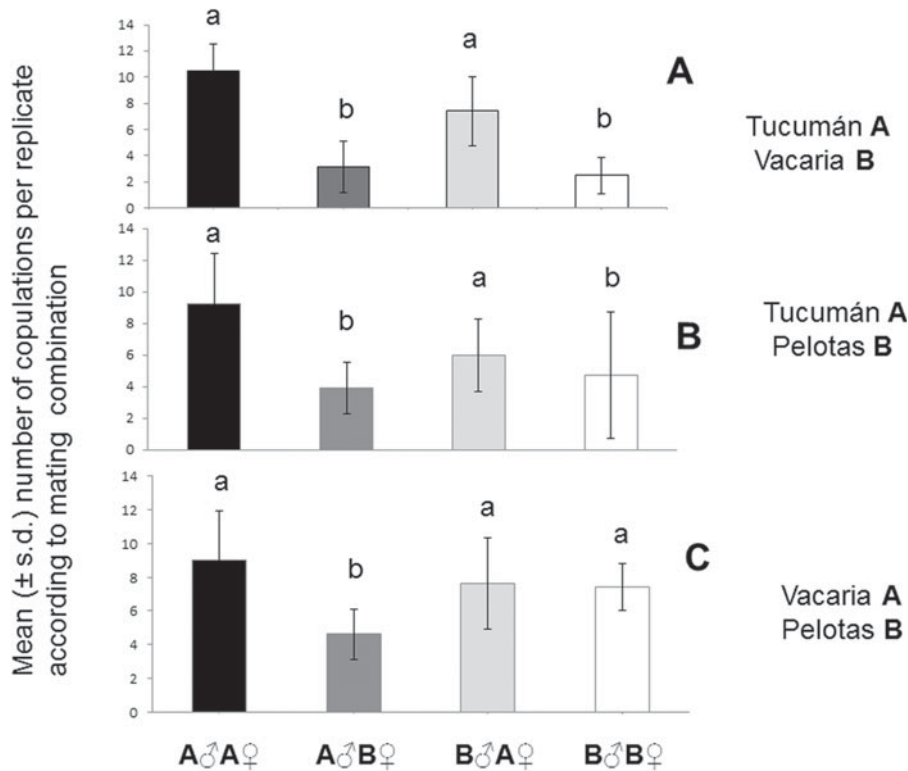 Mean (± s.d.) number of copulations per replicate
according to mating combination
14
12
10
8
6
4
2
0
a
b
a
b
A
Tucumán A
Vacaria B
14
12
10
8
6
4
2
0
a
b
a
b
B
Tucumán A
Pelotas B
14
12
10
8
6
4
2
0
a
b
a
a
C
Vacaria A
Pelotas B
A♂A♀ A♂B♀ B♂A♀ B♂B♀